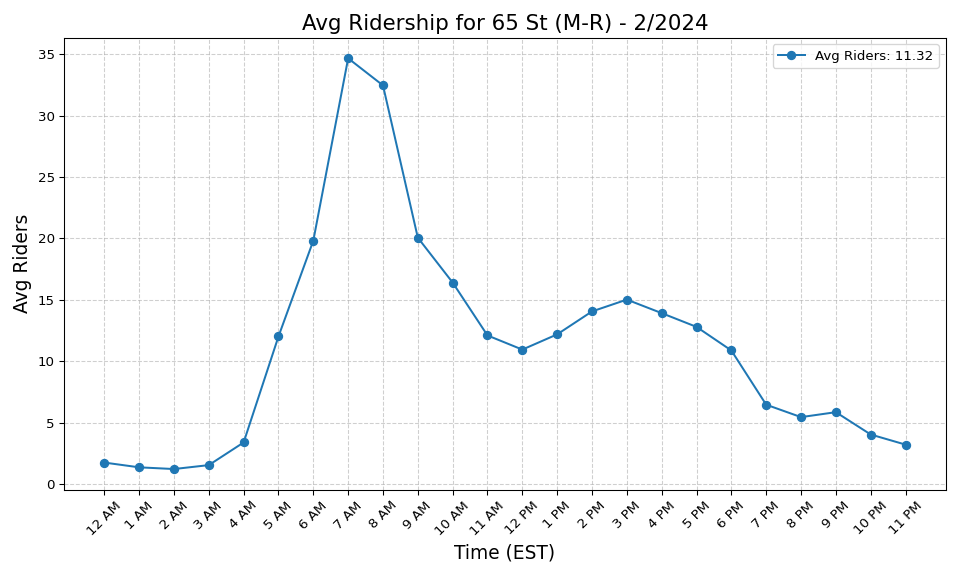 Avg Ridership for 65 St (M-R) - 2/2024
Avg Riders: 11.32
Avg Riders
35
30
25
20
15
10
5
0
12 AM
1 AM
2 AM
3 AM
4 AM
5 AM
6 AM
7 AM
8 AM
9 AM
10 AM
11 AM
12 PM
1 PM
2 PM
3 PM
4 PM
5 PM
6 PM
7 PM
8 PM
9 PM
10 PM
11 PM
Time (EST)